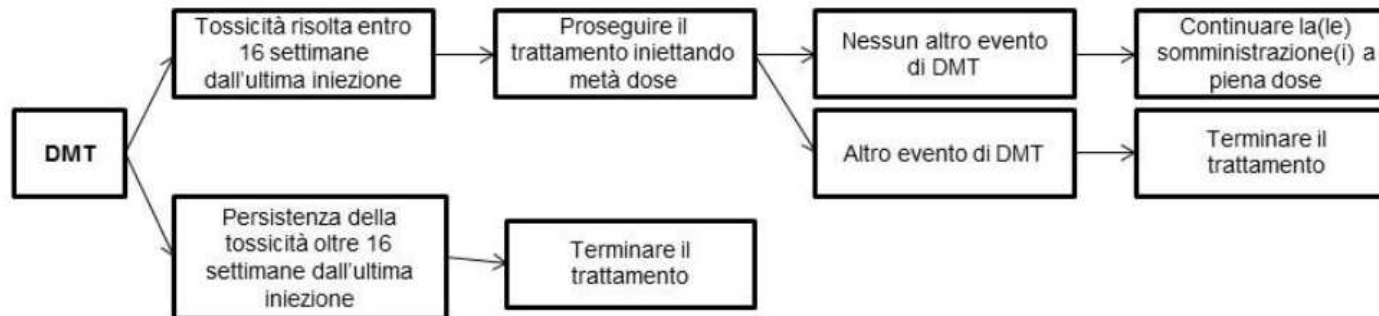 DMT
Tossicità risolta entro
16 settimane
dall'ultima iniezione
Proseguire il
trattamento iniettando
metà dose
Nessun altro evento
di DMT
Continuare la(le)
somministrazione(i) a
piena dose
Altro evento di DMT
Terminare il
trattamento
Persistenza della
tossicità oltre 16
settimane dall'ultima
iniezione
Terminare il
trattamento